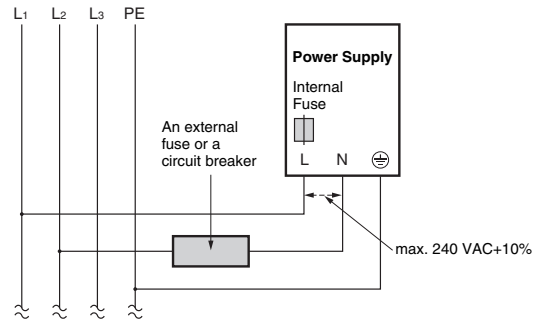 L1 L2 L3 PE
Power Supply
Internal
Fuse
L N
An external
fuse or a
circuit breaker
max. 240 VAC+10%